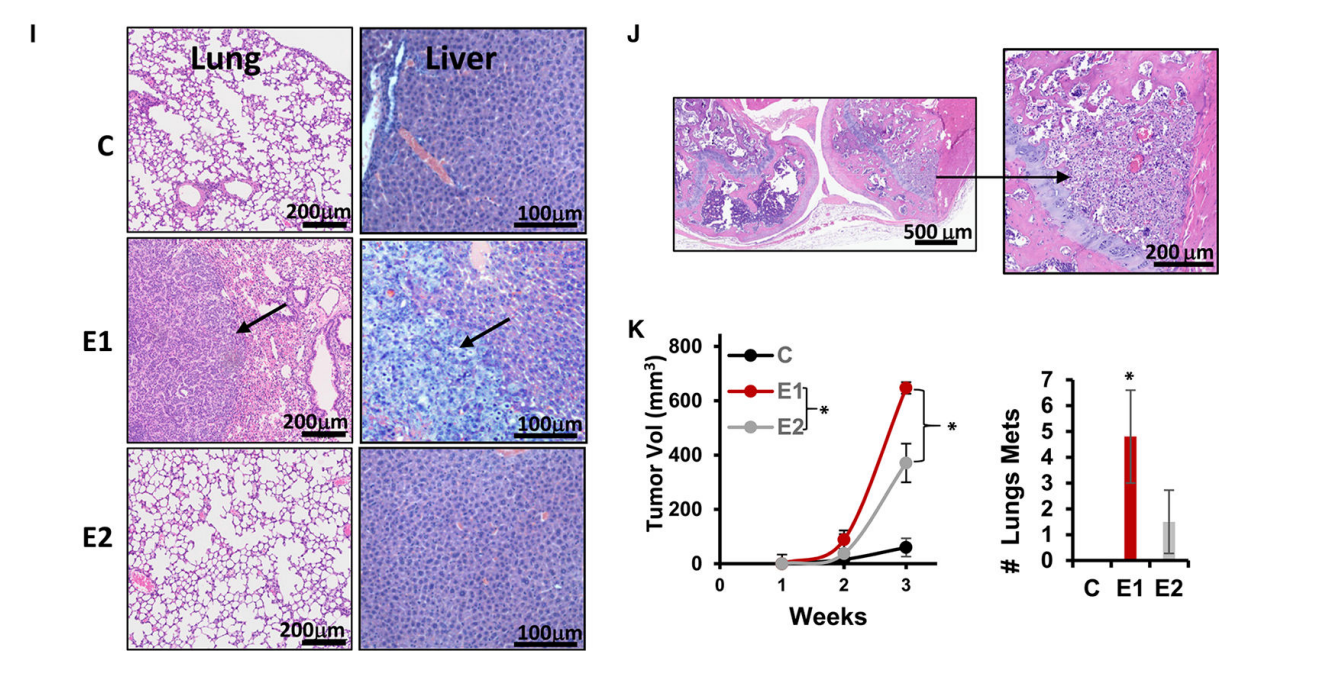 I
Lung
Liver
C
200µm
100µm
E1
200µm
100µm
E2
200µm
100µm
J
500 µm
200 µm
K
Tumor Vol (mm³)
800
600
400
200
0
0 1 2 3
Weeks
C
E1
E2
*
*
# Lungs Mets
7
6
5
4
3
2
1
0
*
C E1 E2